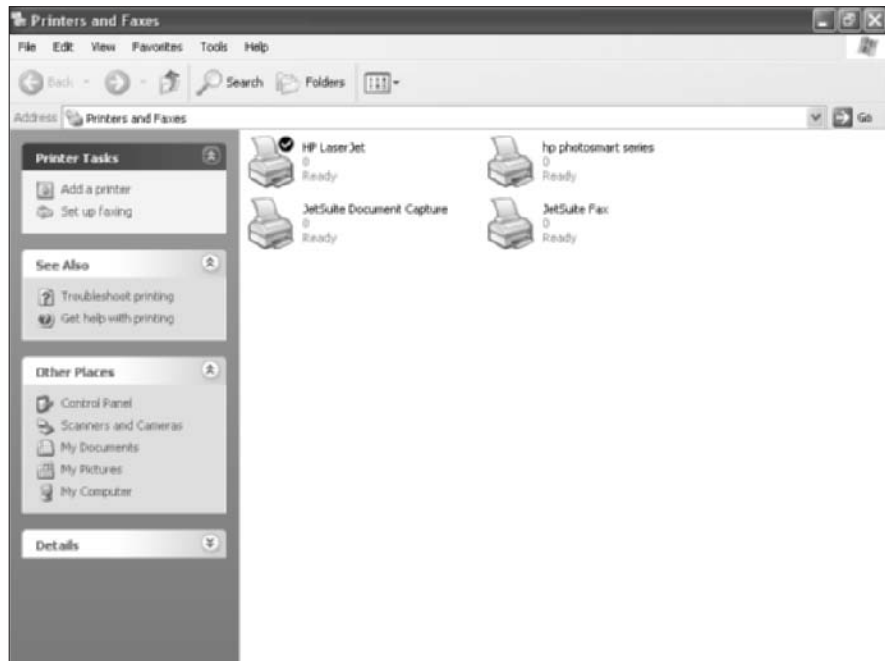 Printers and Faxes
File Edit View Favorites Tools Help
Back Search Folders
Address Printers and Faxes Go
Printer Tasks
Add a printer
Set up faxing
See Also
Troubleshoot printing
Get help with printing
Other Places
Control Panel
Scanners and Cameras
My Documents
My Pictures
My Computer
Details
HP LaserJet
0
Ready
hp photosmart series
0
Ready
JetSuite Document Capture
0
Ready
JetSuite Fax
0
Ready